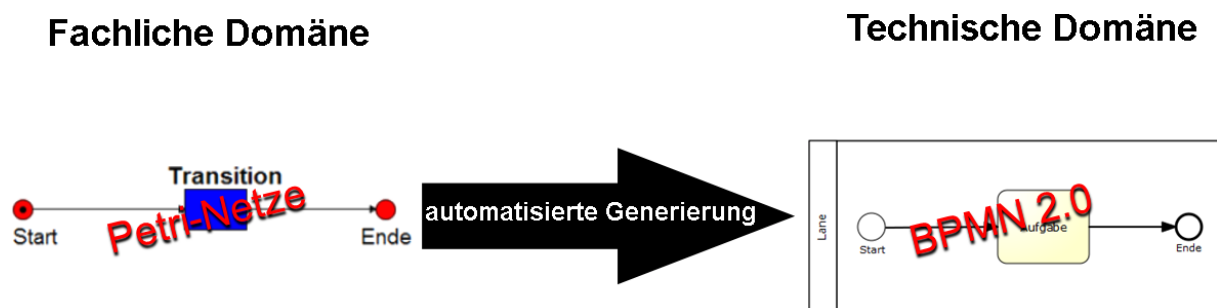 Fachliche Domäne
Technische Domäne
Transition
Petri-Netze
Start
Ende
automatisierte Generierung
Lane
BPMN 2.0
Aufgabe
Start
Ende